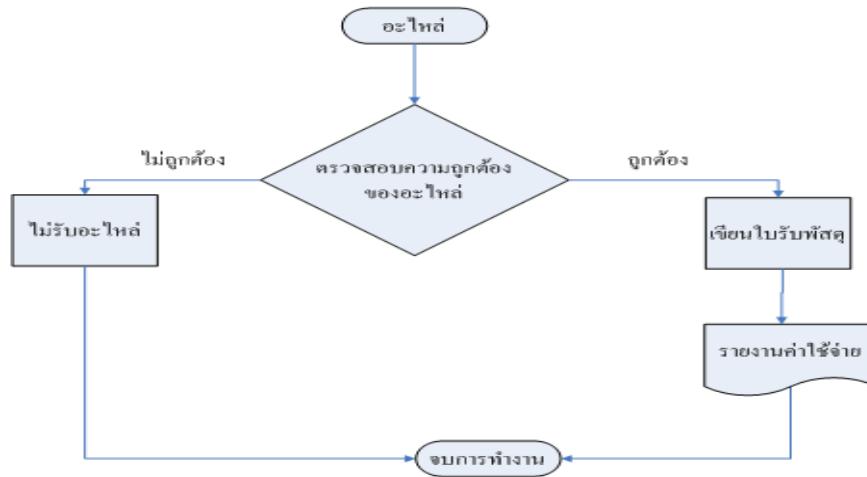 อะไหล่
ไม่ถูกต้อง
ตรวจสอบความถูกต้อง
ของอะไหล่
ถูกต้อง
ไม่รับอะไหล่
เขียนใบรับพัสดุ
รายงานค่าใช้จ่าย
จบการทำงาน